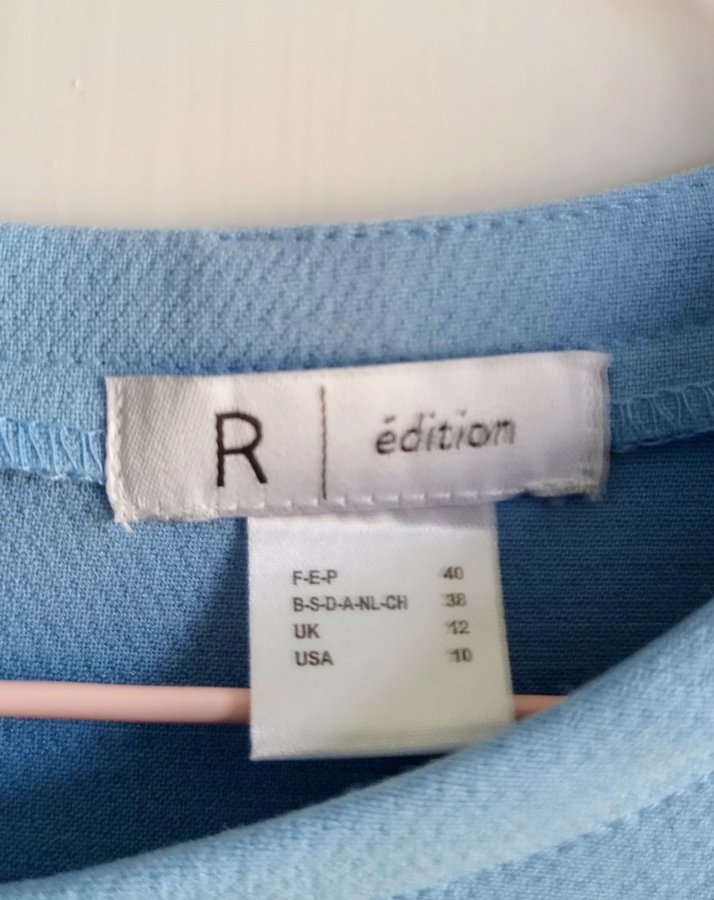 R | édition
F-E-P 40
B-S-D-A-NL-CH 38
UK 12
USA 10